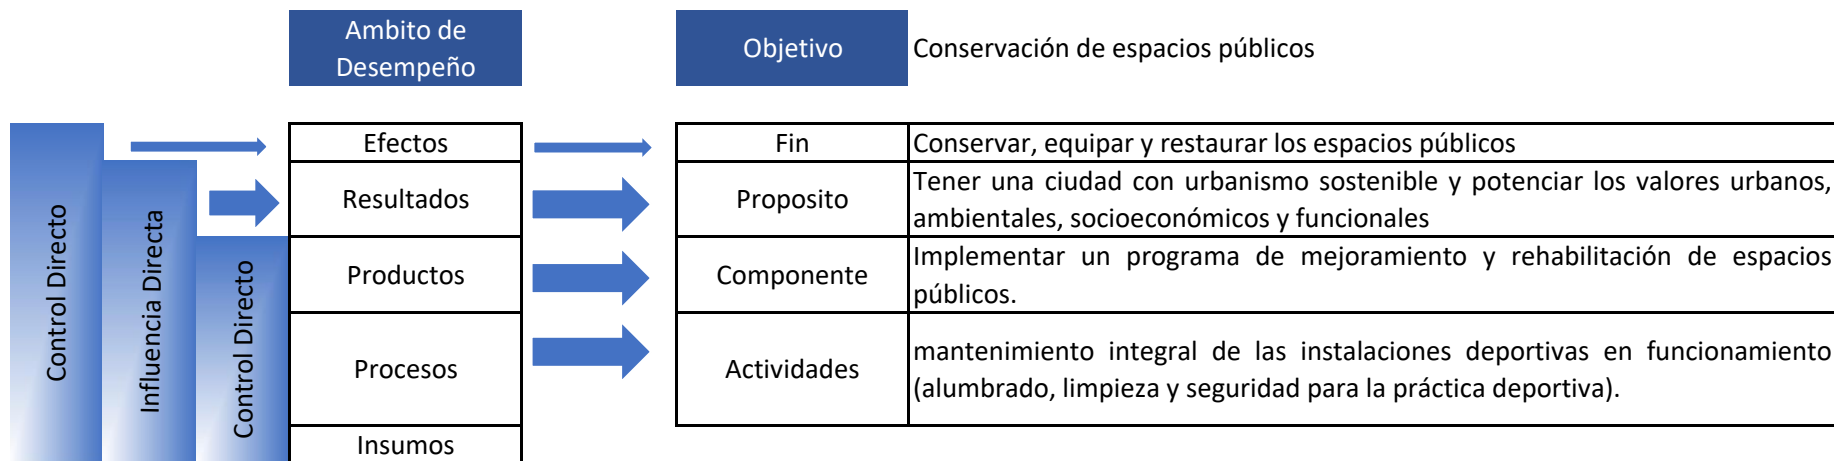 Ambito de
Desempeño
Objetivo
Conservación de espacios públicos
Control Directo
Influencia Directa
Control Directo
Efectos
Fin
Conservar, equipar y restaurar los espacios públicos
Resultados
Proposito
Tener una ciudad con urbanismo sostenible y potenciar los valores urbanos,
ambientales, socioeconómicos y funcionales
Productos
Componente
Implementar un programa de mejoramiento y rehabilitación de espacios
públicos.
Procesos
Actividades
mantenimiento integral de las instalaciones deportivas en funcionamiento
(alumbrado, limpieza y seguridad para la práctica deportiva).
Insumos